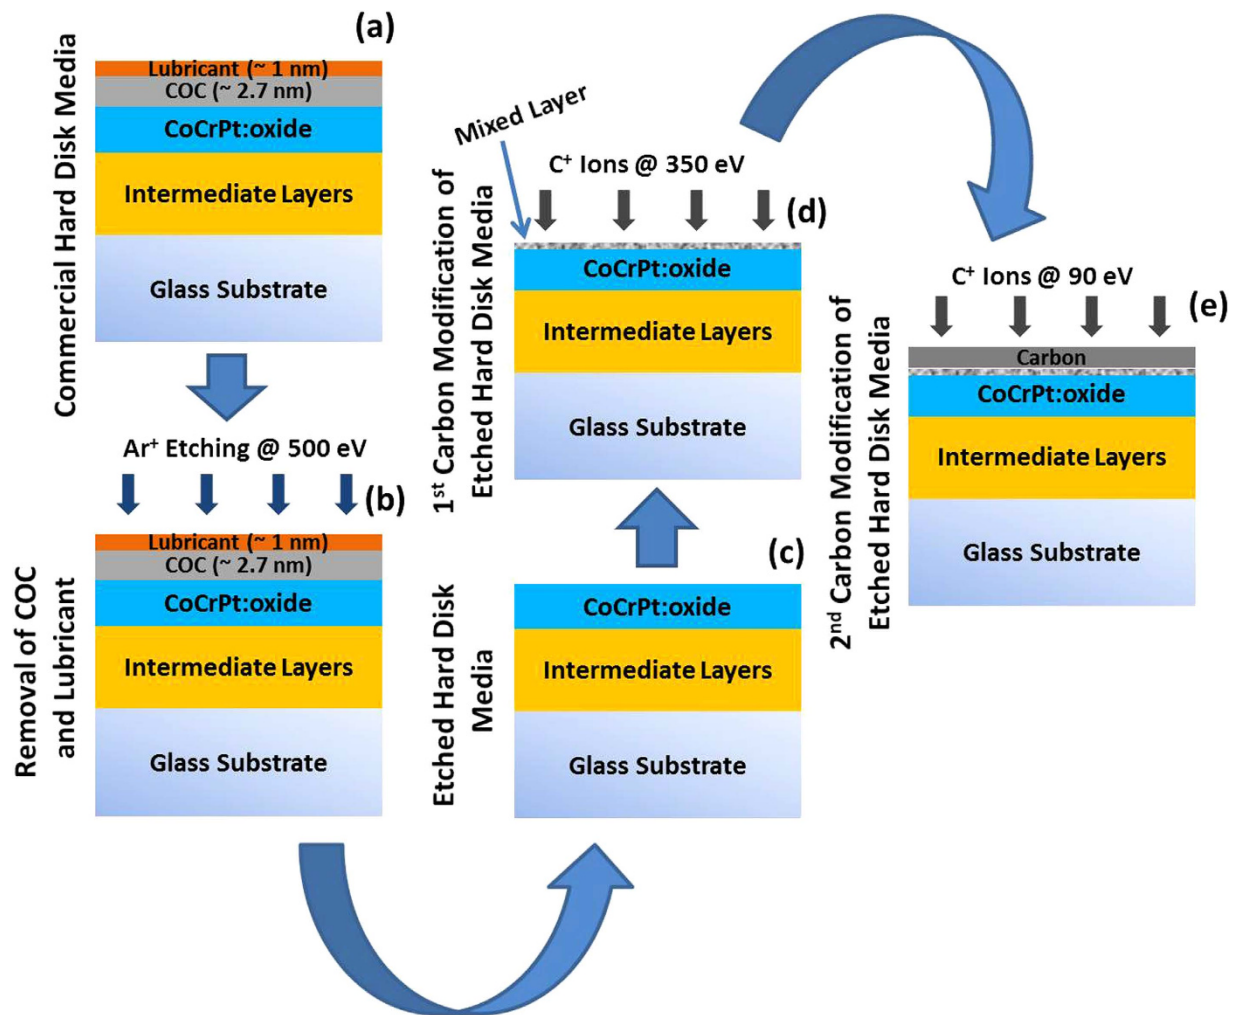 (a)
Commercial Hard Disk Media
Lubricant (~ 1 nm)
COC (~ 2.7 nm)
CoCrPt:oxide
Intermediate Layers
Glass Substrate
Ar⁺ Etching @ 500 eV
(b)
Removal of COC
and Lubricant
Lubricant (~ 1 nm)
COC (~ 2.7 nm)
CoCrPt:oxide
Intermediate Layers
Glass Substrate
(c)
Etched Hard Disk
Media
CoCrPt:oxide
Intermediate Layers
Glass Substrate
Mixed Layer
C⁺ Ions @ 350 eV
(d)
1ˢᵗ Carbon Modification of
Etched Hard Disk Media
CoCrPt:oxide
Intermediate Layers
Glass Substrate
C⁺ Ions @ 90 eV
(e)
2ⁿᵈ Carbon Modification of
Etched Hard Disk Media
Carbon
CoCrPt:oxide
Intermediate Layers
Glass Substrate